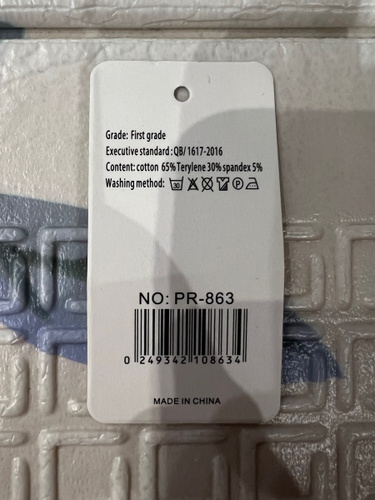 Grade: First grade
Executive standard : QB/ 1617-2016
Content: cotton 65% Terylene 30% spandex 5%
Washing method: 30 P
NO: PR-863
0 249342 108634
MADE IN CHINA